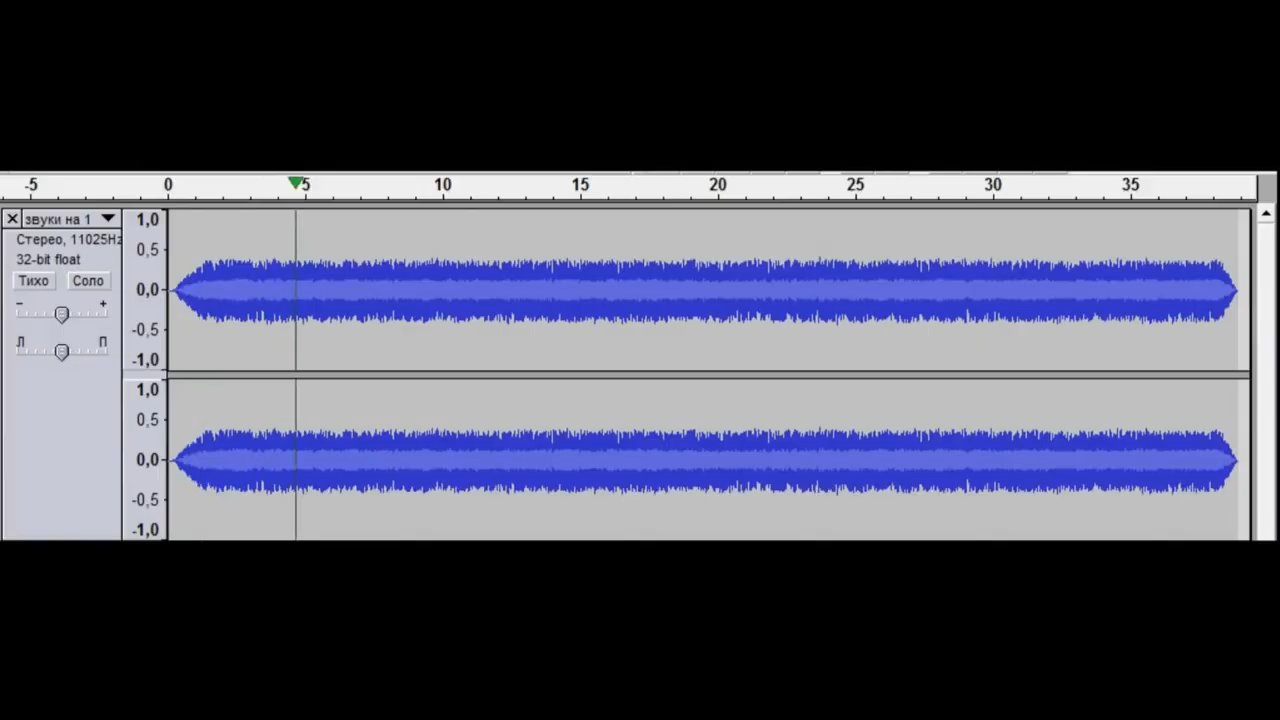 -5 0 5 10 15 20 25 30 35
звуки на 1
Стерео, 11025Hz
32-bit float
Тихо Соло
- +
Л П
1,0
0,5
0,0
-0,5
-1,0
1,0
0,5
0,0
-0,5
-1,0